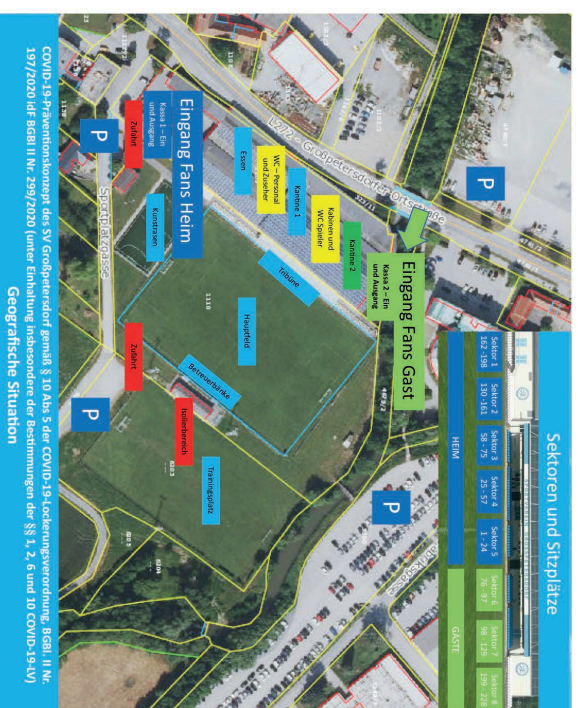 COVID-19-Präventionskonzept des SV Großpetersdorf gemäß § 10 Abs 5 der COVID-19-Lockerungsverordnung, BGBl. II Nr.
197/2020 idF BGBl II Nr. 299/2020 (unter Einhaltung insbesondere der Bestimmungen der §§ 1, 2, 6 und 10 COVID-19-LV)
Geografische Situation
Sektoren und Sitzplätze
Sektor 1
162 -198
Sektor 2
130 -161
Sektor 3
58 - 75
Sektor 4
25 - 57
Sektor 5
1 - 24
Sektor 6
76 - 97
Sektor 7
98 - 129
Sektor 8
199 - 228
HEIM
GÄSTE
P
P
P
P
L272 - Großpetersdorfer Ortsstraße
Eingang Fans Gast
Kassa 2 – Ein
und Ausgang
Kantine 2
Kabinen und
WC Spieler
Kantine 1
WC – Personal
und Zuseher
Essen
Tribüne
Eingang Fans Heim
Kassa 1 – Ein
und Ausgang
Zufahrt
Kunstrasen
Hauptfeld
1110
Betreuerbänke
Isolierbereich
Trainingsplatz
Zufahrt
Sportplatzgasse